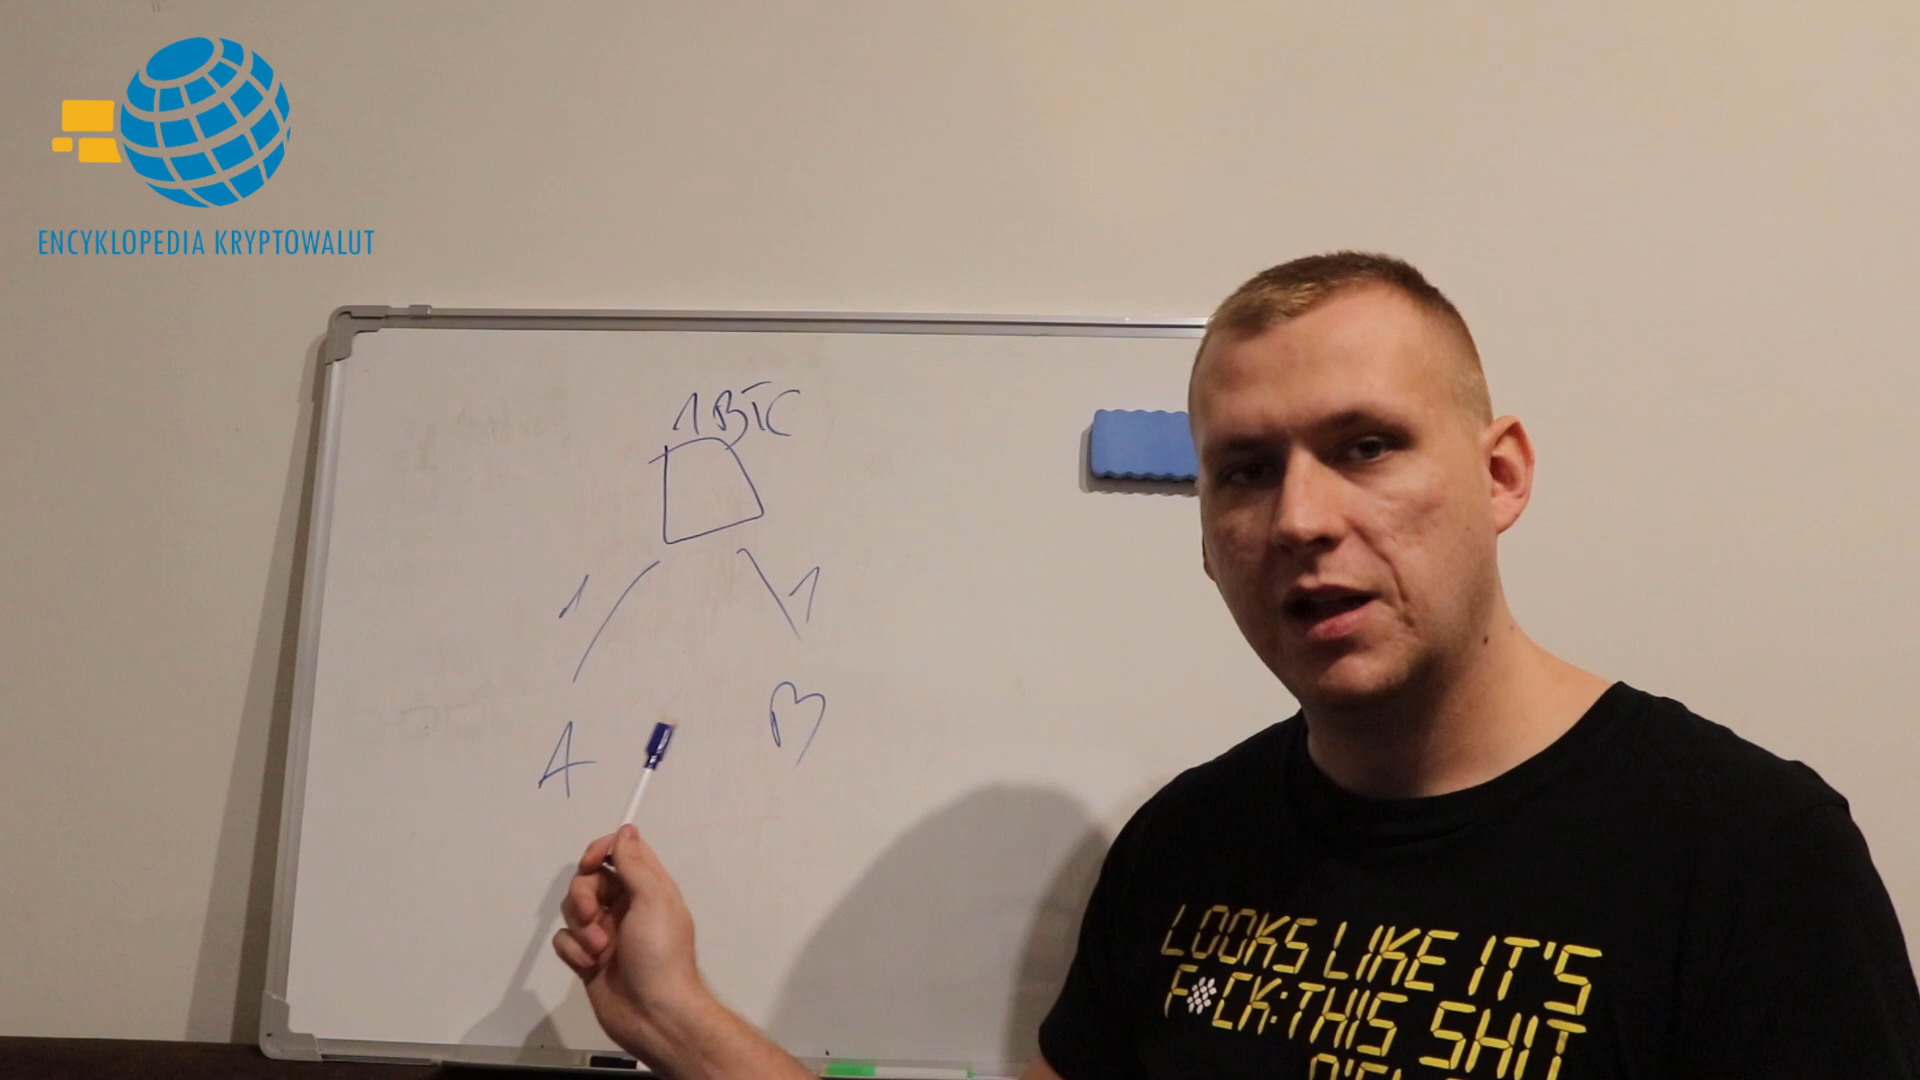 ENCYKLOPEDIA KRYPTOWALUT
1 BTC
1
1
A
B
LOOKS LIKE IT'S
F*CK:THIS SHIT